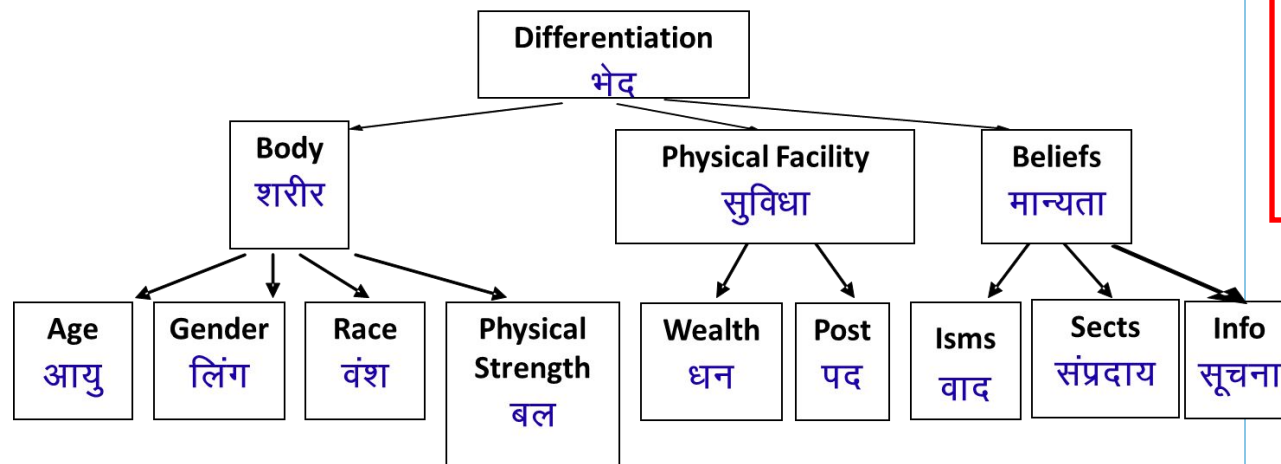 Differentiation
भेद
Body
शरीर
Physical Facility
सुविधा
Beliefs
मान्यता
Age
आयु
Gender
लिंग
Race
वंश
Physical
Strength
बल
Wealth
धन
Post
पद
Isms
वाद
Sects
संप्रदाय
Info
सूचना